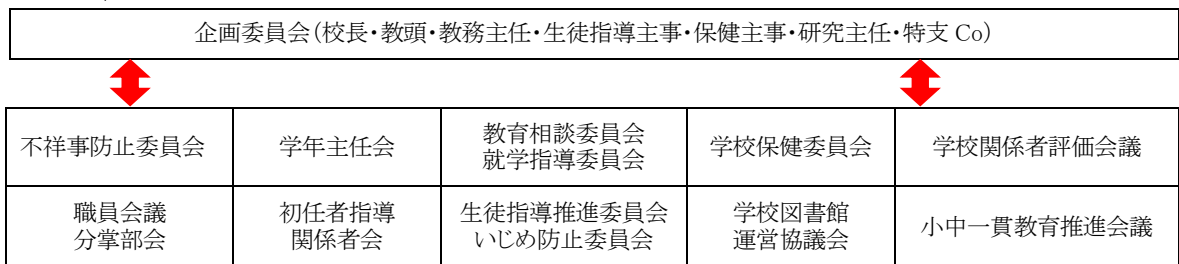 企画委員会(校長・教頭・教務主任・生徒指導主事・保健主事・研究主任・特支 Co)
不祥事防止委員会
学年主任会
教育相談委員会
就学指導委員会
学校保健委員会
学校関係者評価会議
職員会議
分掌部会
初任者指導
関係者会
生徒指導推進委員会
いじめ防止委員会
学校図書館
運営協議会
小中一貫教育推進会議